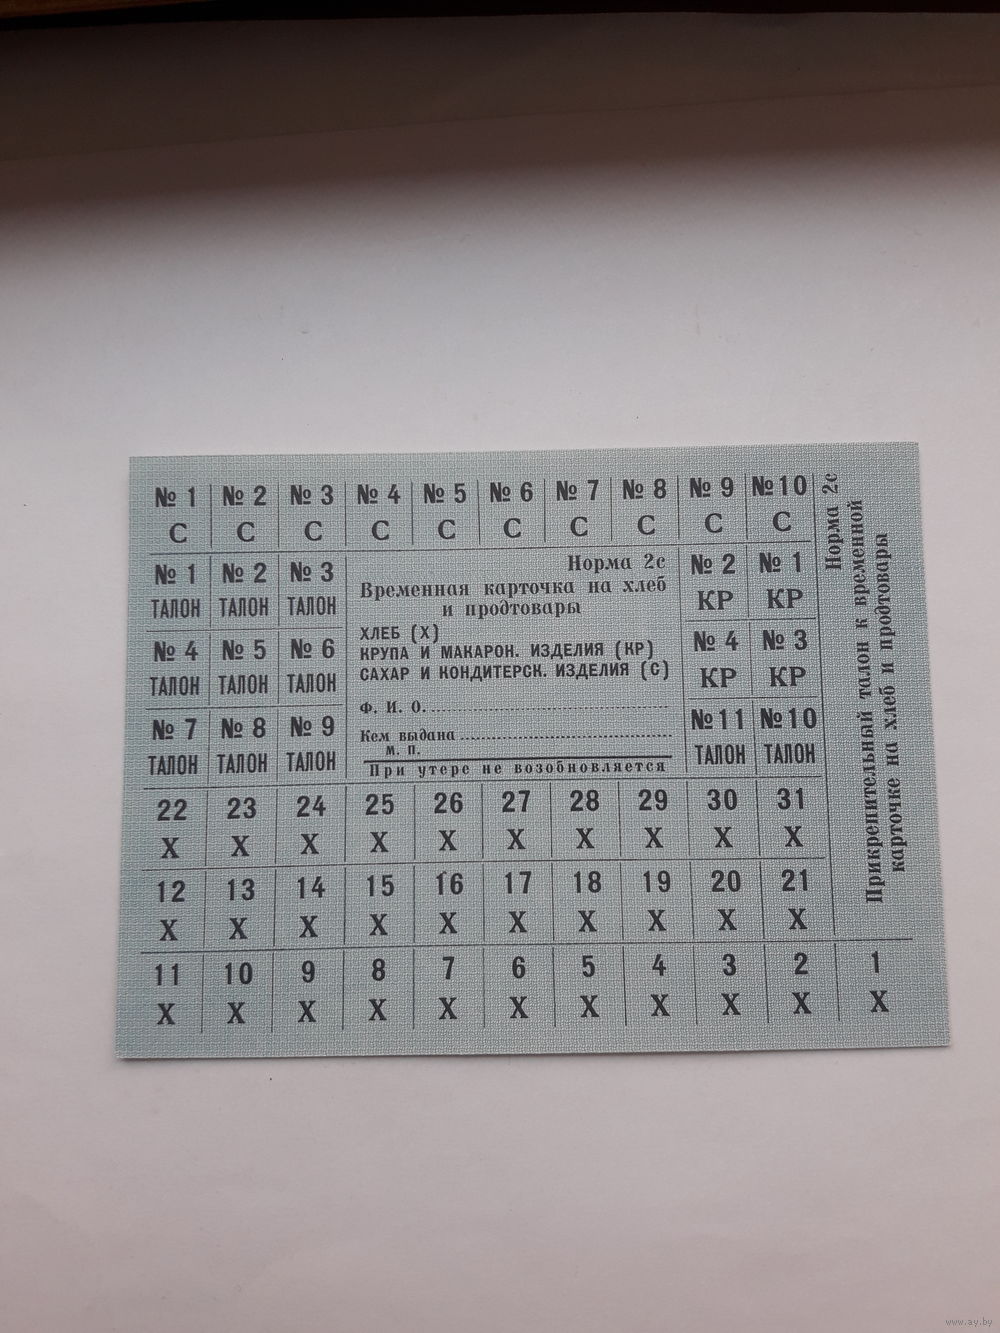 № 1 № 2 № 3 № 4 № 5 № 6 № 7 № 8 № 9 № 10
С С С С С С С С С С
№ 1 № 2 № 3
ТАЛОН ТАЛОН ТАЛОН
№ 4 № 5 № 6
ТАЛОН ТАЛОН ТАЛОН
№ 7 № 8 № 9
ТАЛОН ТАЛОН ТАЛОН
Норма 2с
Временная карточка на хлеб
и продтовары
ХЛЕБ (Х)
КРУПА И МАКАРОН. ИЗДЕЛИЯ (КР)
САХАР И КОНДИТЕРСК. ИЗДЕЛИЯ (С)
Ф. И. О.
Кем выдана
М. П.
При утере не возобновляется
№ 2 № 1
КР КР
№ 4 № 3
КР КР
№ 11 № 10
ТАЛОН ТАЛОН
22 23 24 25 26 27 28 29 30 31
Х Х Х Х Х Х Х Х Х Х
12 13 14 15 16 17 18 19 20 21
Х Х Х Х Х Х Х Х Х Х
11 10 9 8 7 6 5 4 3 2 1
Х Х Х Х Х Х Х Х Х Х Х
Норма 2с
Прикрепительный талон к временной
карточке на хлеб и продтовары
www.ay.by